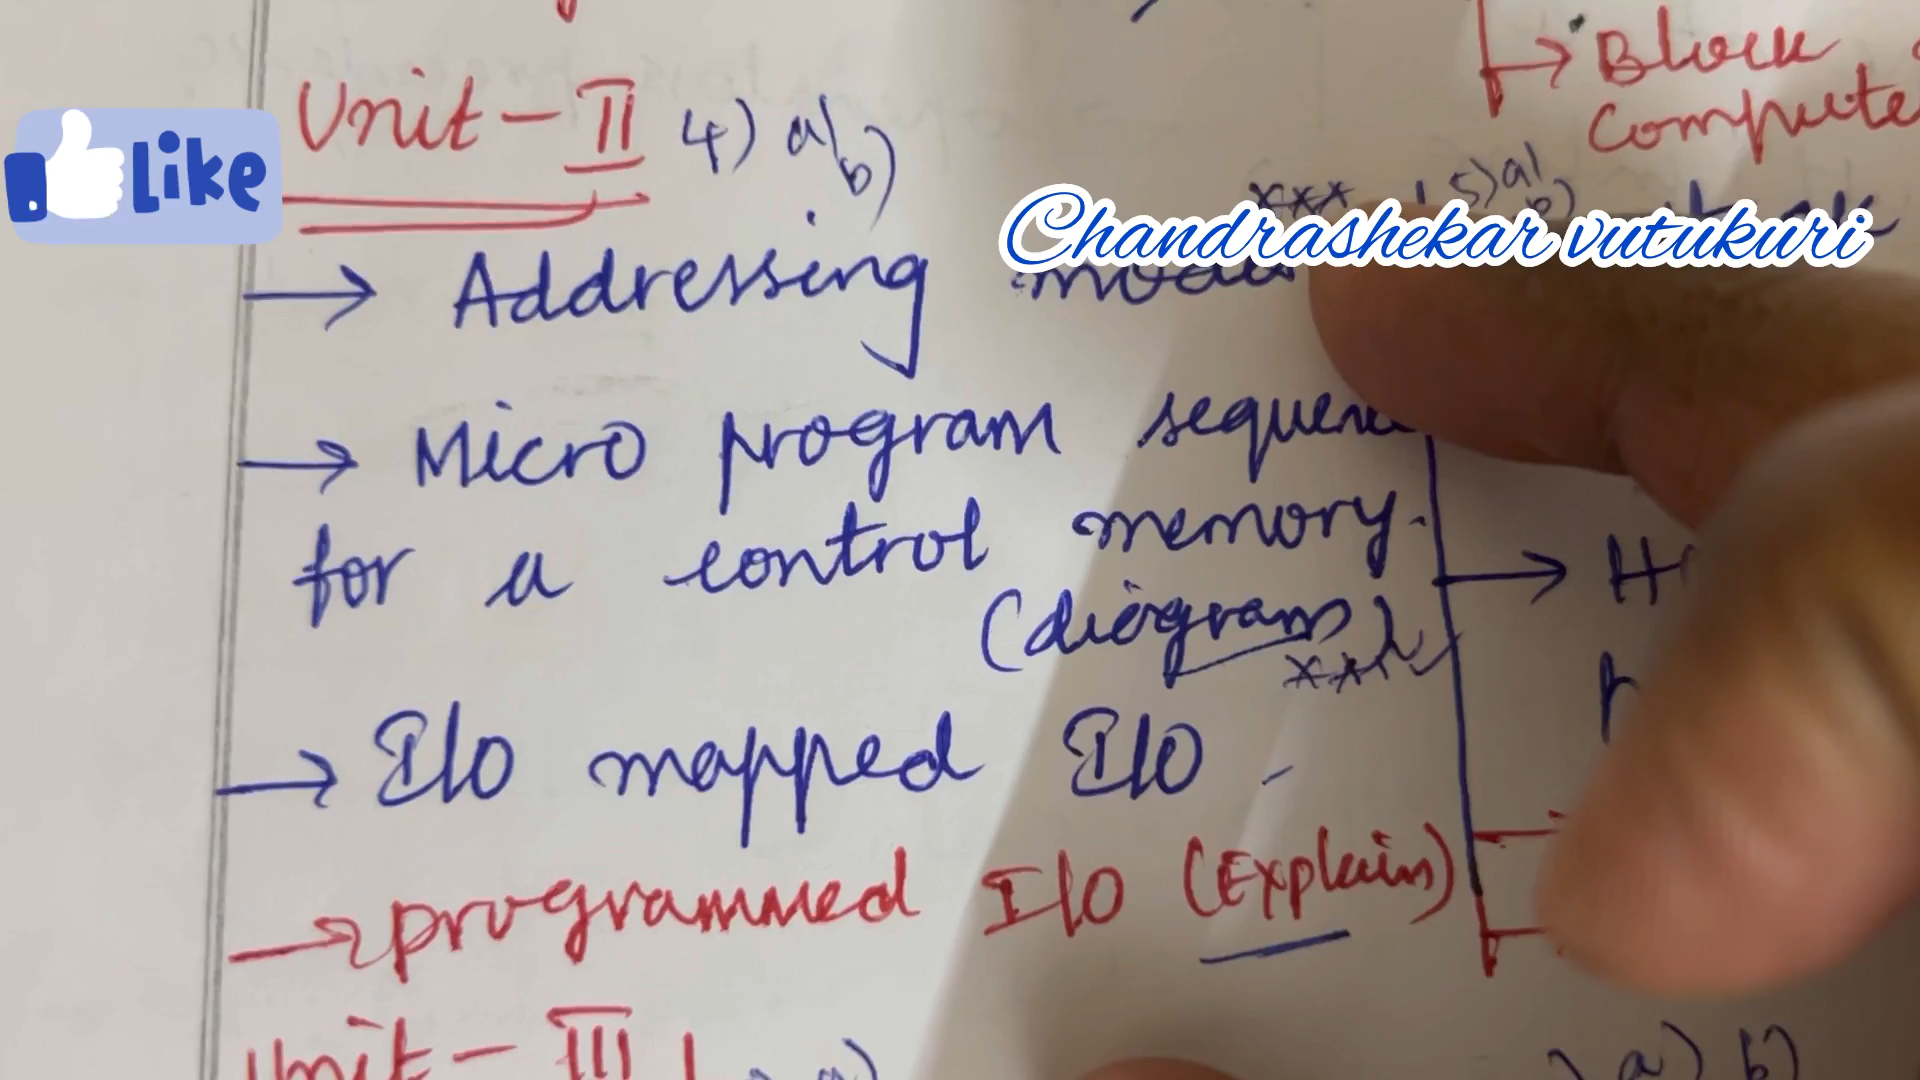 Block
Compute
Unit - II 4) a) b)
Like
*** 5) a) b)
Chandrashekar vutukuri
→ Addressing
→ Micro program
for a control memory.
(diagram)
→ I/O mapped I/O -
→ programmed I/O (Explain)
Unit - III
a) b)